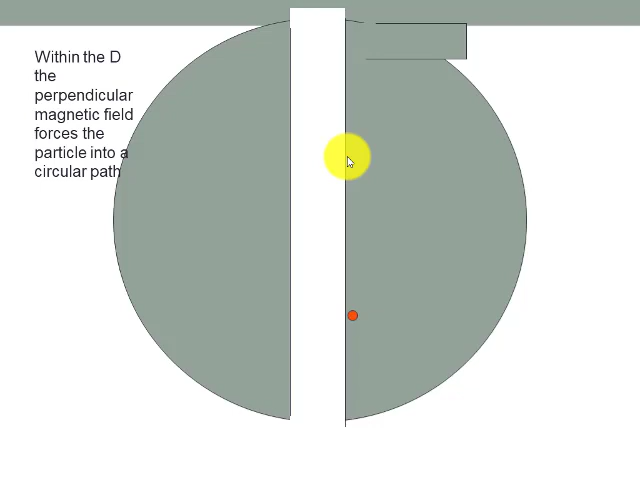 Within the D
the
perpendicular
magnetic field
forces the
particle into a
circular path